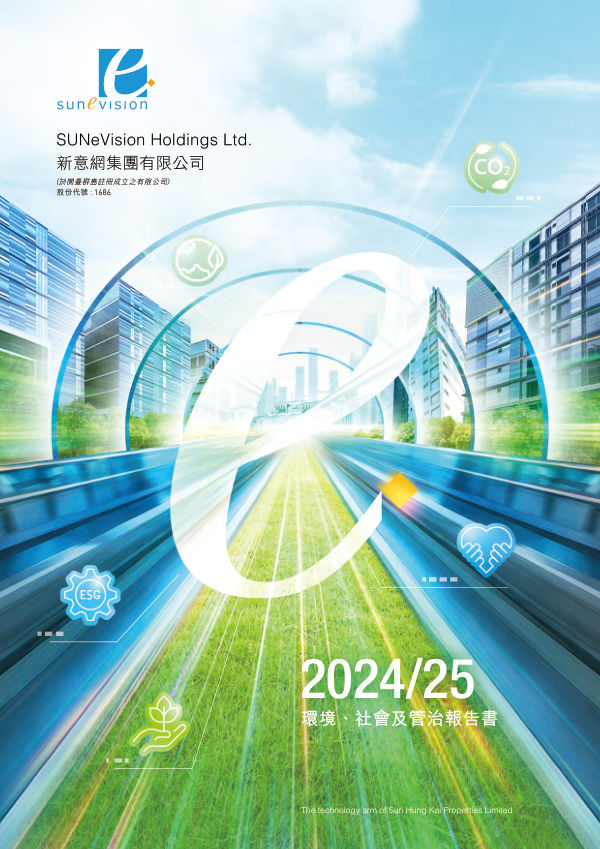 sunevision
SUNeVision Holdings Ltd.
新意網集團有限公司
(於開曼群島註冊成立之有限公司)
股份代號 : 1686
CO2
ESG
2024/25
環境、社會及管治報告書
The technology arm of Sun Hung Kai Properties Limited